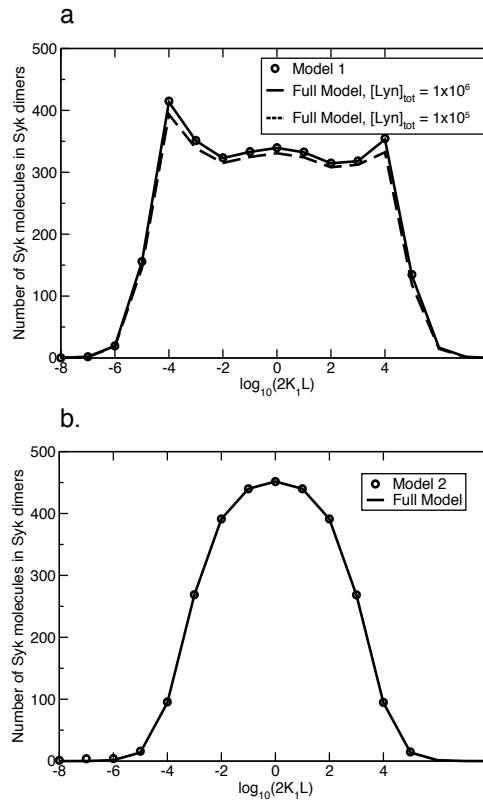 a
500
400
300
200
100
0
Number of Syk molecules in Syk dimers
Model 1
Full Model, [Lyn]tot = 1x10⁶
Full Model, [Lyn]tot = 1x10⁵
-8 -6 -4 -2 0 2 4 6
log₁₀(2K₁L)
b.
500
400
300
200
100
0
Number of Syk molecules in Syk dimers
Model 2
Full Model
-8 -6 -4 -2 0 2 4 6
log₁₀(2K₁L)